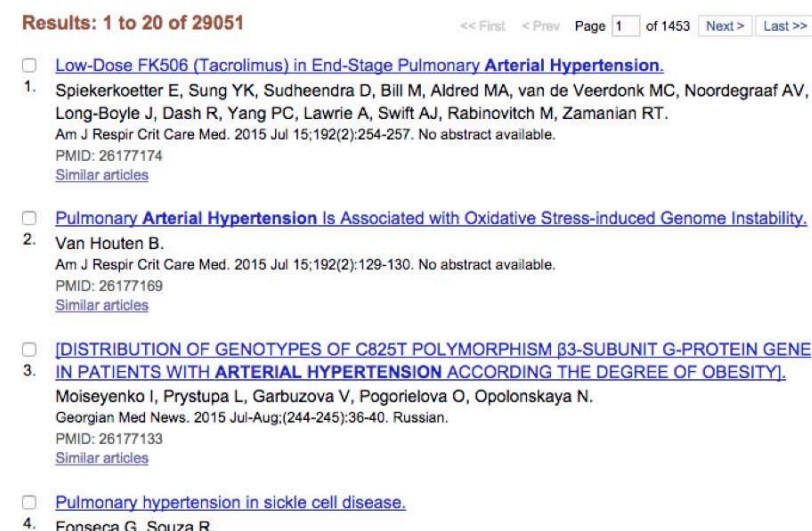 Results: 1 to 20 of 29051
<< First < Prev Page 1 of 1453 Next > Last >>
Low-Dose FK506 (Tacrolimus) in End-Stage Pulmonary Arterial Hypertension.
1. Spiekerkoetter E, Sung YK, Sudheendra D, Bill M, Aldred MA, van de Veerdonk MC, Noordegraaf AV,
Long-Boyle J, Dash R, Yang PC, Lawrie A, Swift AJ, Rabinovitch M, Zamanian RT.
Am J Respir Crit Care Med. 2015 Jul 15;192(2):254-257. No abstract available.
PMID: 26177174
Similar articles
Pulmonary Arterial Hypertension Is Associated with Oxidative Stress-induced Genome Instability.
2. Van Houten B.
Am J Respir Crit Care Med. 2015 Jul 15;192(2):129-130. No abstract available.
PMID: 26177169
Similar articles
[DISTRIBUTION OF GENOTYPES OF C825T POLYMORPHISM β3-SUBUNIT G-PROTEIN GENE
3. IN PATIENTS WITH ARTERIAL HYPERTENSION ACCORDING THE DEGREE OF OBESITY].
Moiseyenko I, Prystupa L, Garbuzova V, Pogorielova O, Opolonskaya N.
Georgian Med News. 2015 Jul-Aug;(244-245):36-40. Russian.
PMID: 26177133
Similar articles
Pulmonary hypertension in sickle cell disease.
4. Fonseca G, Souza R.